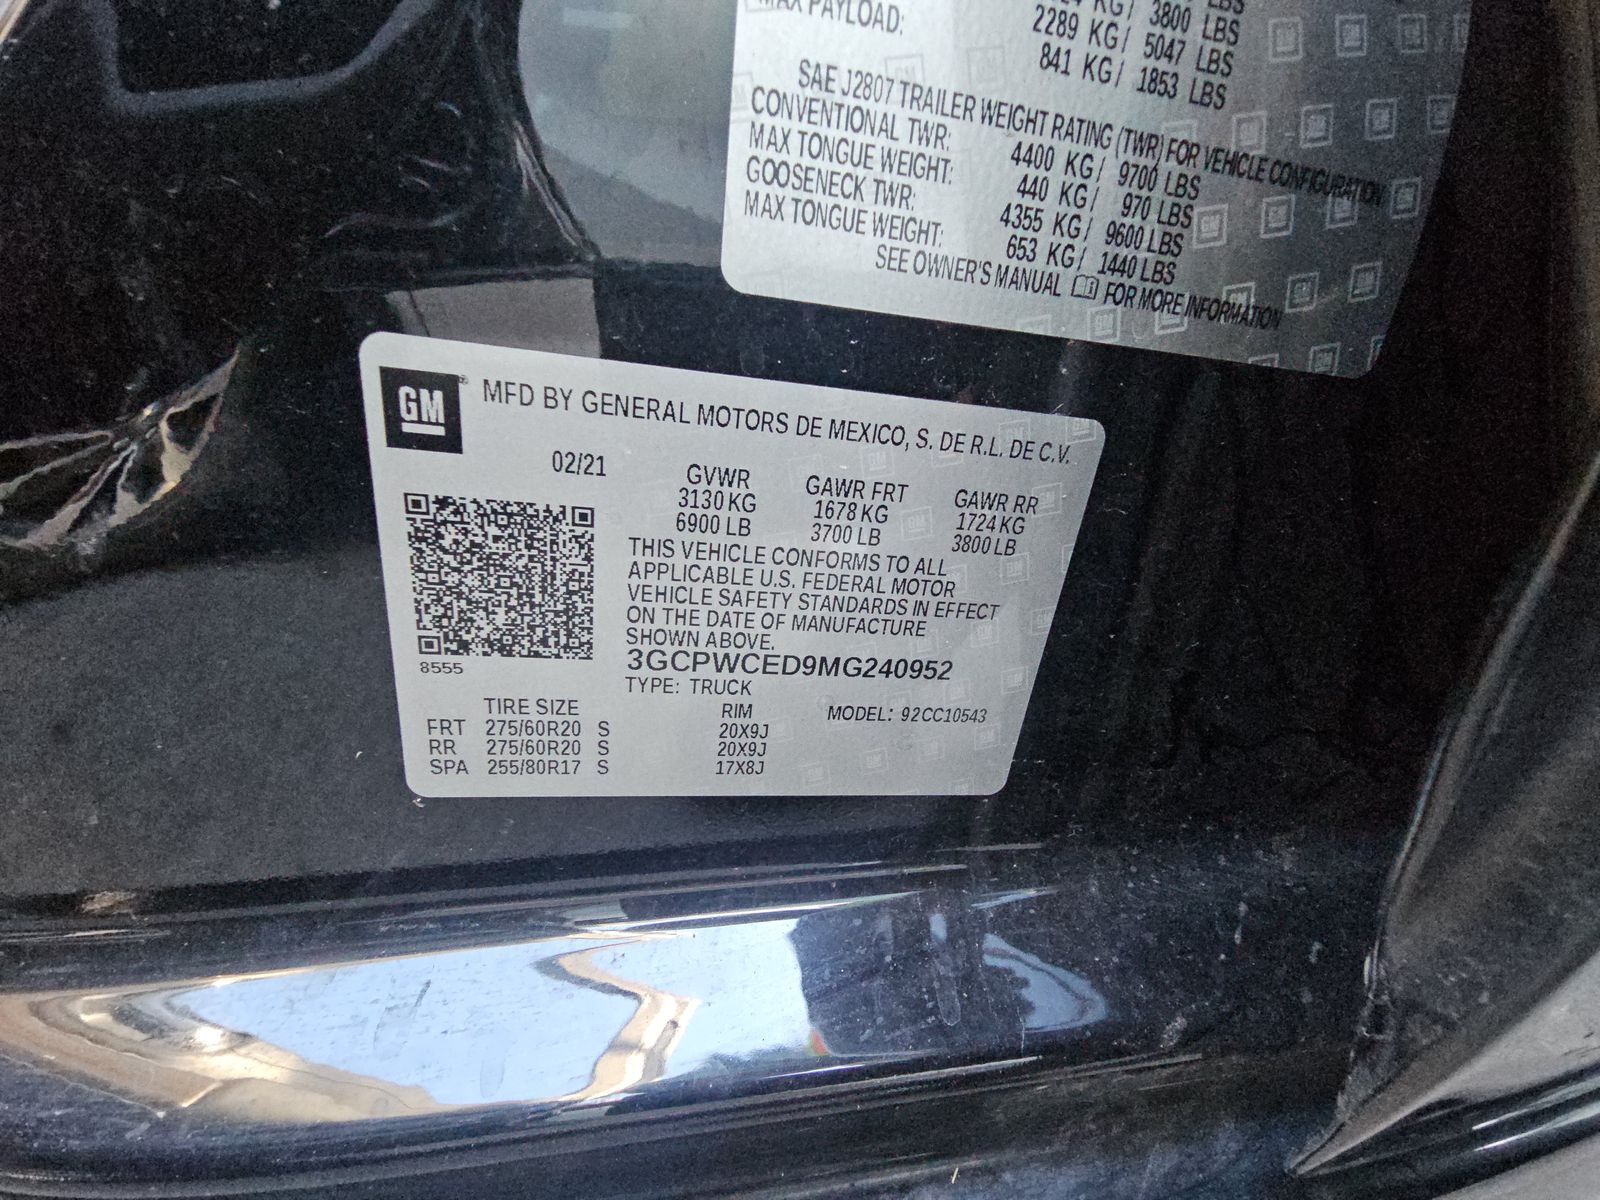 3800 LBS
MAX PAYLOAD: 2289 KG/ 5047 LBS
841 KG/ 1853 LBS
SAE J2807 TRAILER WEIGHT RATING (TWR) FOR VEHICLE CONFIGURATION
CONVENTIONAL TWR: 4400 KG/ 9700 LBS
MAX TONGUE WEIGHT: 440 KG/ 970 LBS
GOOSENECK TWR: 4355 KG/ 9600 LBS
MAX TONGUE WEIGHT: 653 KG/ 1440 LBS
SEE OWNER'S MANUAL FOR MORE INFORMATION
GM® MFD BY GENERAL MOTORS DE MEXICO, S. DE R.L. DE C.V.
02/21 GVWR GAWR FRT GAWR RR
3130 KG 1678 KG 1724 KG
6900 LB 3700 LB 3800 LB
THIS VEHICLE CONFORMS TO ALL
APPLICABLE U.S. FEDERAL MOTOR
VEHICLE SAFETY STANDARDS IN EFFECT
ON THE DATE OF MANUFACTURE
SHOWN ABOVE.
8555 3GCPWCED9MG240952
TYPE: TRUCK
TIRE SIZE RIM MODEL: 92CC10543
FRT 275/60R20 S 20X9J
RR 275/60R20 S 20X9J
SPA 255/80R17 S 17X8J